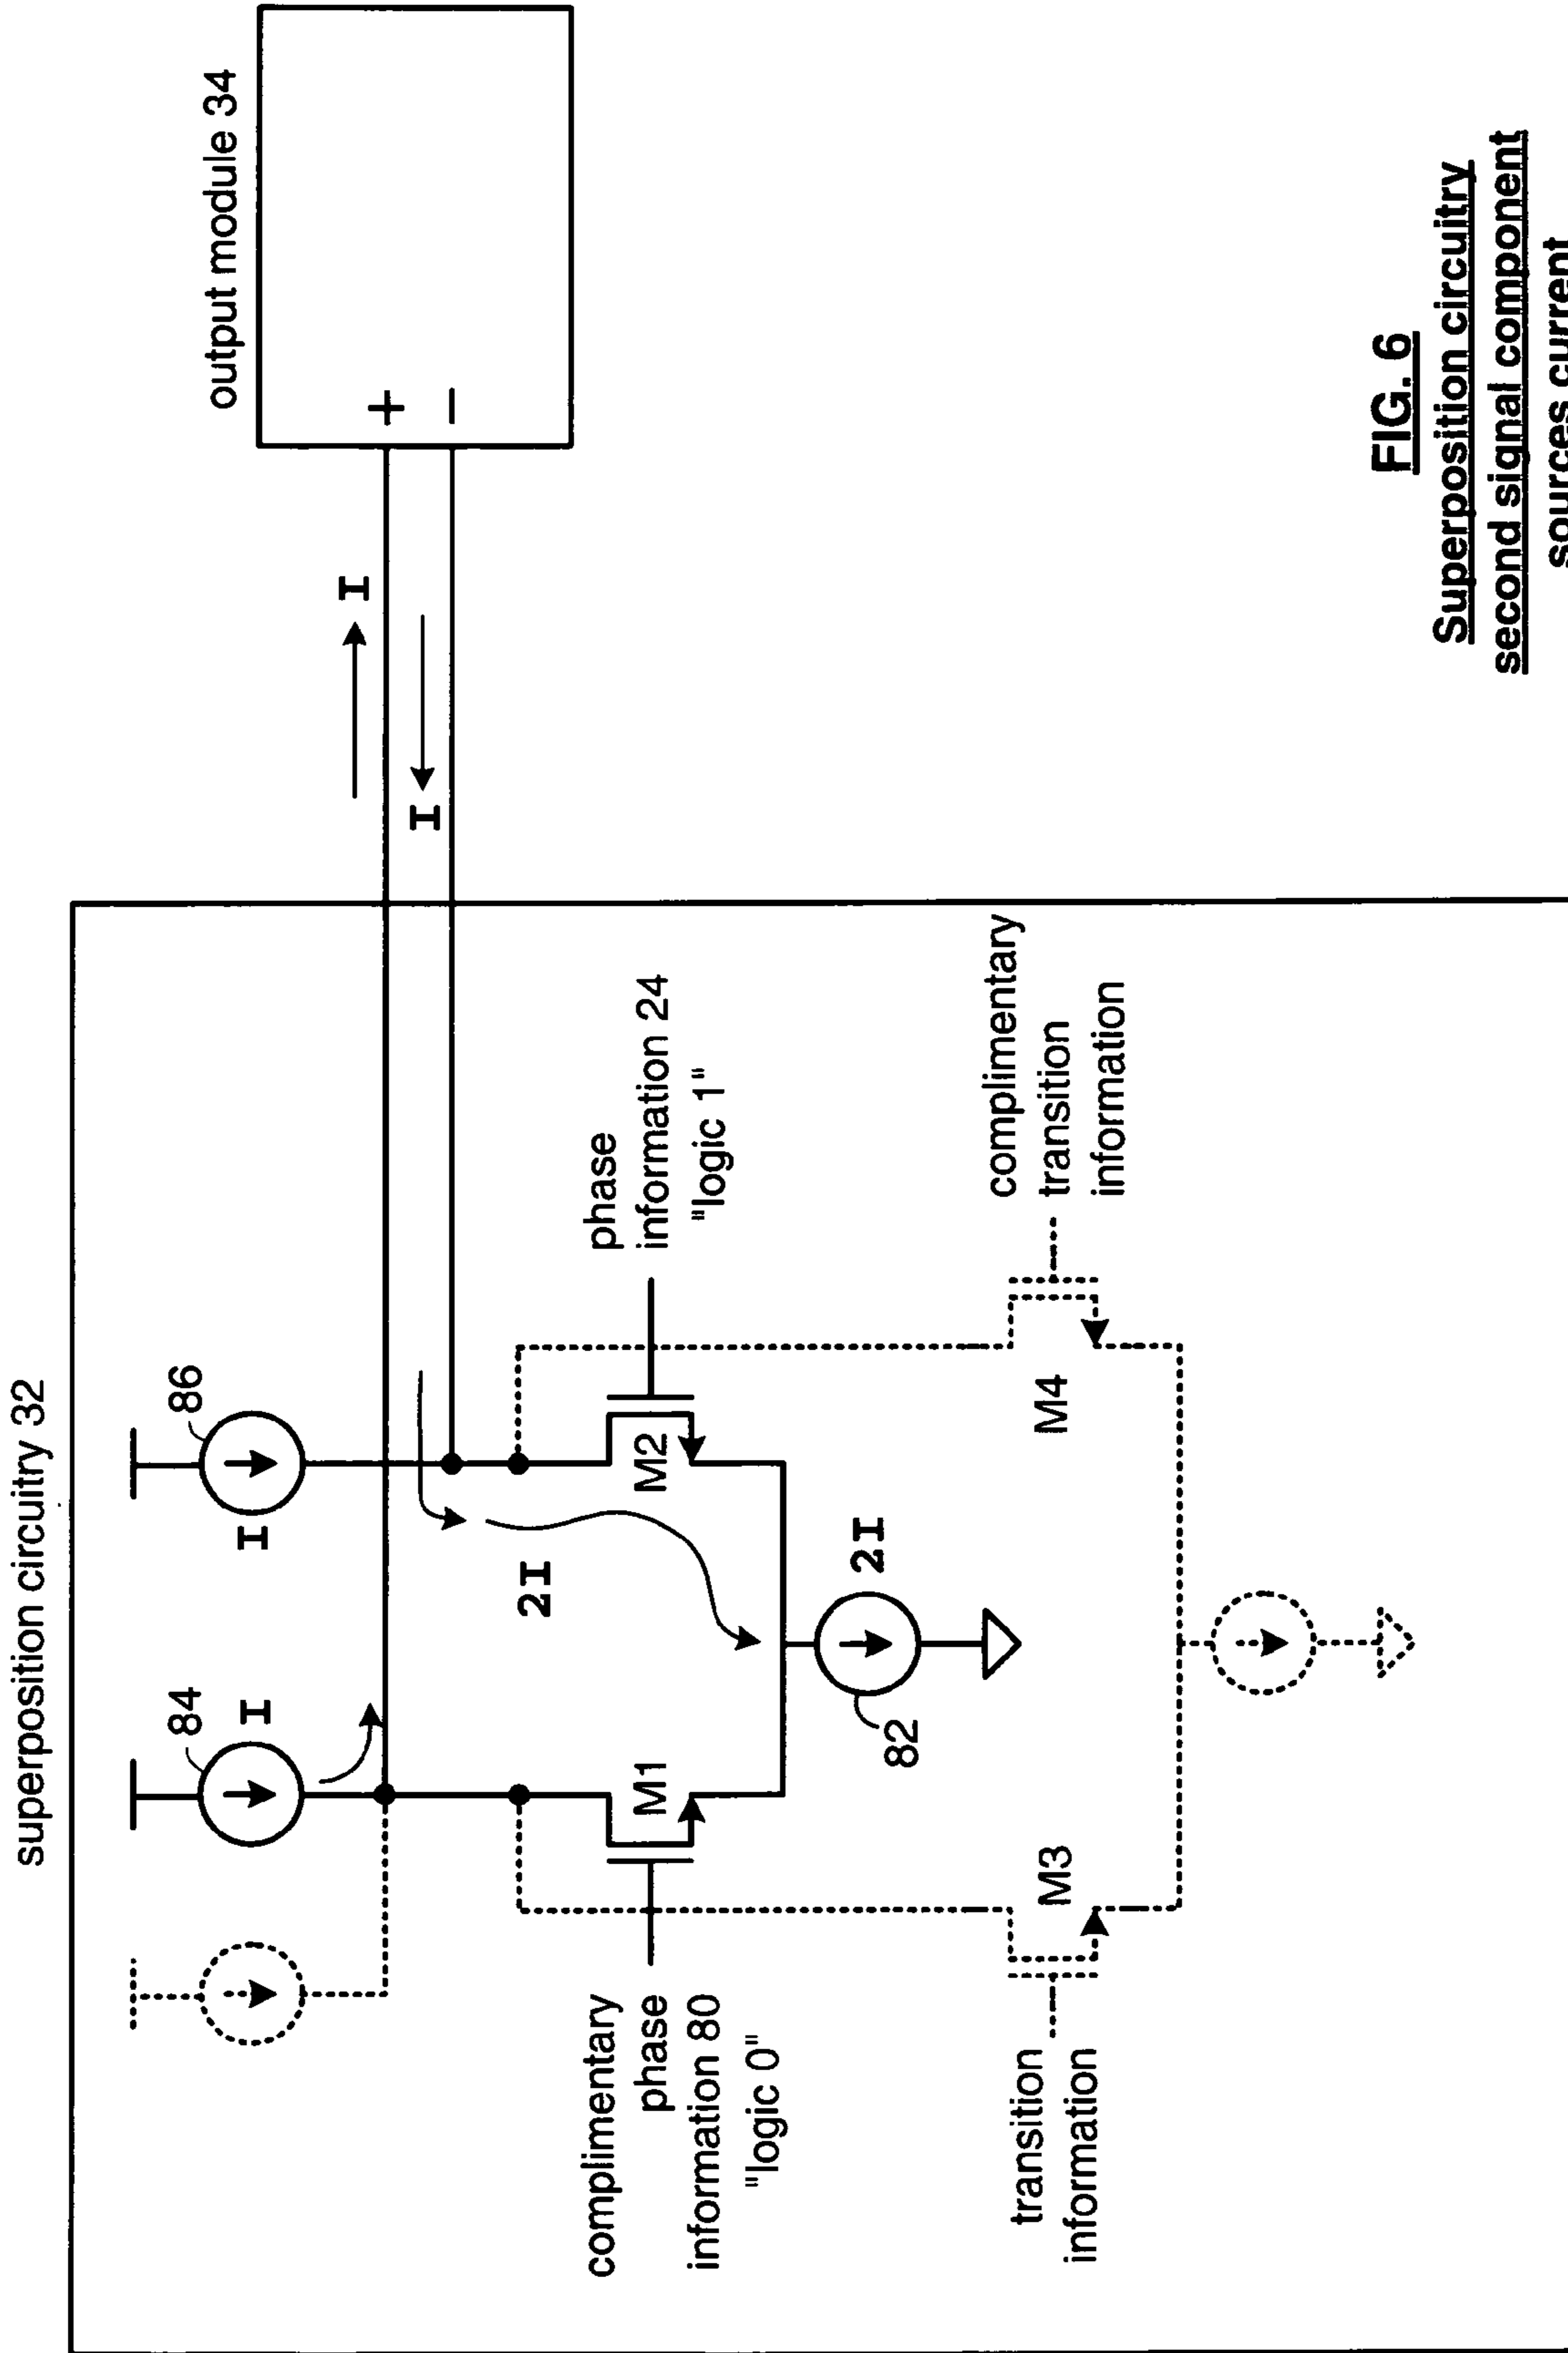 superposition circuitry 32
84
I
86
I
I
I
output module 34
+
−
2I
M1
M2
complimentary
phase
information 80
"logic 0"
phase
information 24
"logic 1"
82
2I
M3
M4
transition
information
complimentary
transition
information
FIG. 6
Superposition circuitry
second signal component
sources current